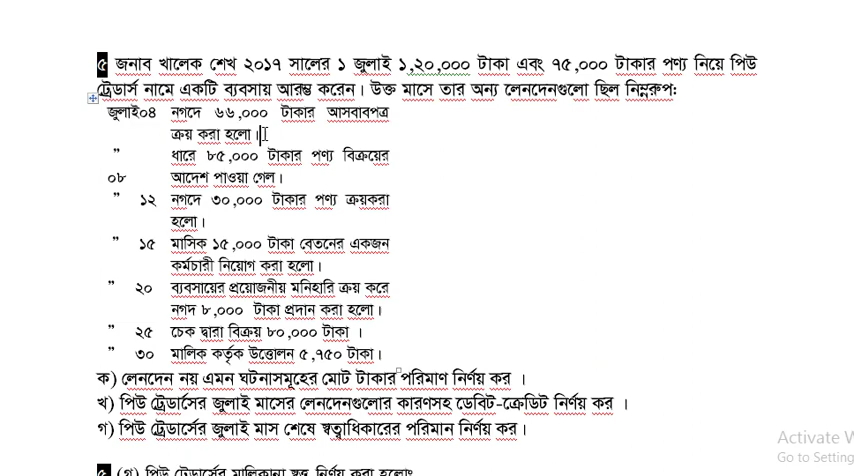 ৫ জনাব খালেক শেখ ২০১৭ সালের ১ জুলাই ১,২০,০০০ টাকা এবং ৭৫,০০০ টাকার পণ্য নিয়ে পিউ
ট্রেডার্স নামে একটি ব্যবসায় আরম্ভ করেন। উক্ত মাসে তার অন্য লেনদেনগুলো ছিল নিম্নরুপ:
জুলাই০৪ নগদে ৬৬,০০০ টাকার আসবাবপত্র
ক্রয় করা হলো।
” ধারে ৮৫,০০০ টাকার পণ্য বিক্রয়ের
০৮ আদেশ পাওয়া গেল।
” ১২ নগদে ৩০,০০০ টাকার পণ্য ক্রয়করা
হলো।
” ১৫ মাসিক ১৫,০০০ টাকা বেতনের একজন
কর্মচারী নিয়োগ করা হলো।
” ২০ ব্যবসায়ের প্রয়োজনীয় মনিহারি ক্রয় করে
নগদ ৮,০০০ টাকা প্রদান করা হলো।
” ২৫ চেক দ্বারা বিক্রয় ৮০,০০০ টাকা ।
” ৩০ মালিক কর্তৃক উত্তোলন ৫,৭৫০ টাকা।
ক) লেনদেন নয় এমন ঘটনাসমূহের মোট টাকার পরিমাণ নির্ণয় কর ।
খ) পিউ ট্রেডার্সের জুলাই মাসের লেনদেনগুলোর কারণসহ ডেবিট-ক্রেডিট নির্ণয় কর ।
গ) পিউ ট্রেডার্সের জুলাই মাস শেষে স্বত্বাধিকারের পরিমান নির্ণয় কর।
Activate W
Go to Setting
৫ (গ) পিউ ট্রেডার্সের মালিকানা স্বত্ব নির্ণয় করা হলোঃ